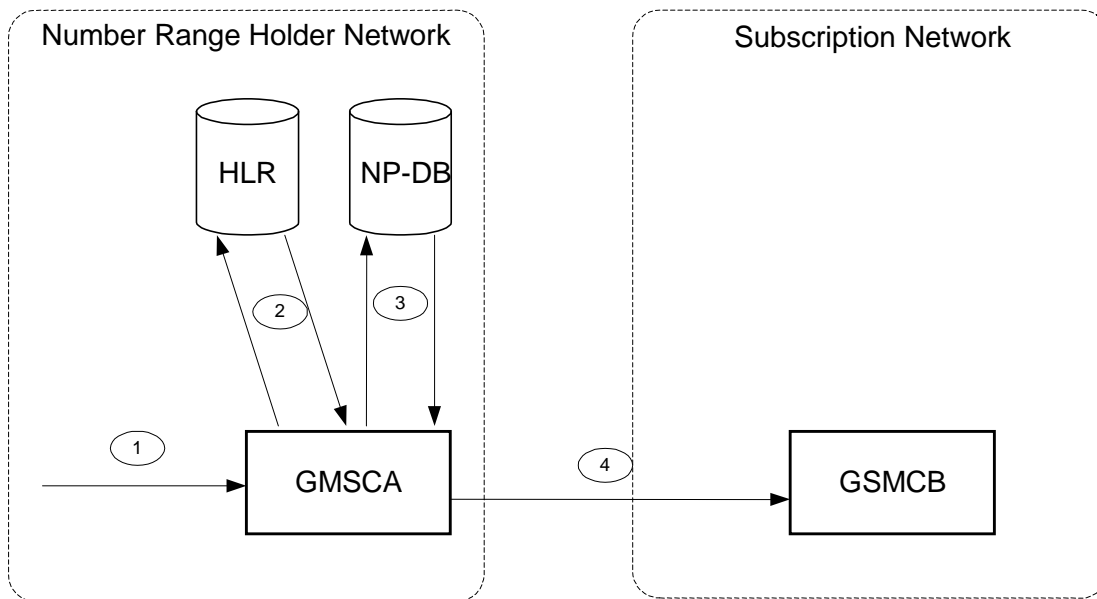 Number Range Holder Network
Subscription Network
HLR
NP-DB
2
3
1
GMSCA
4
GSMCB